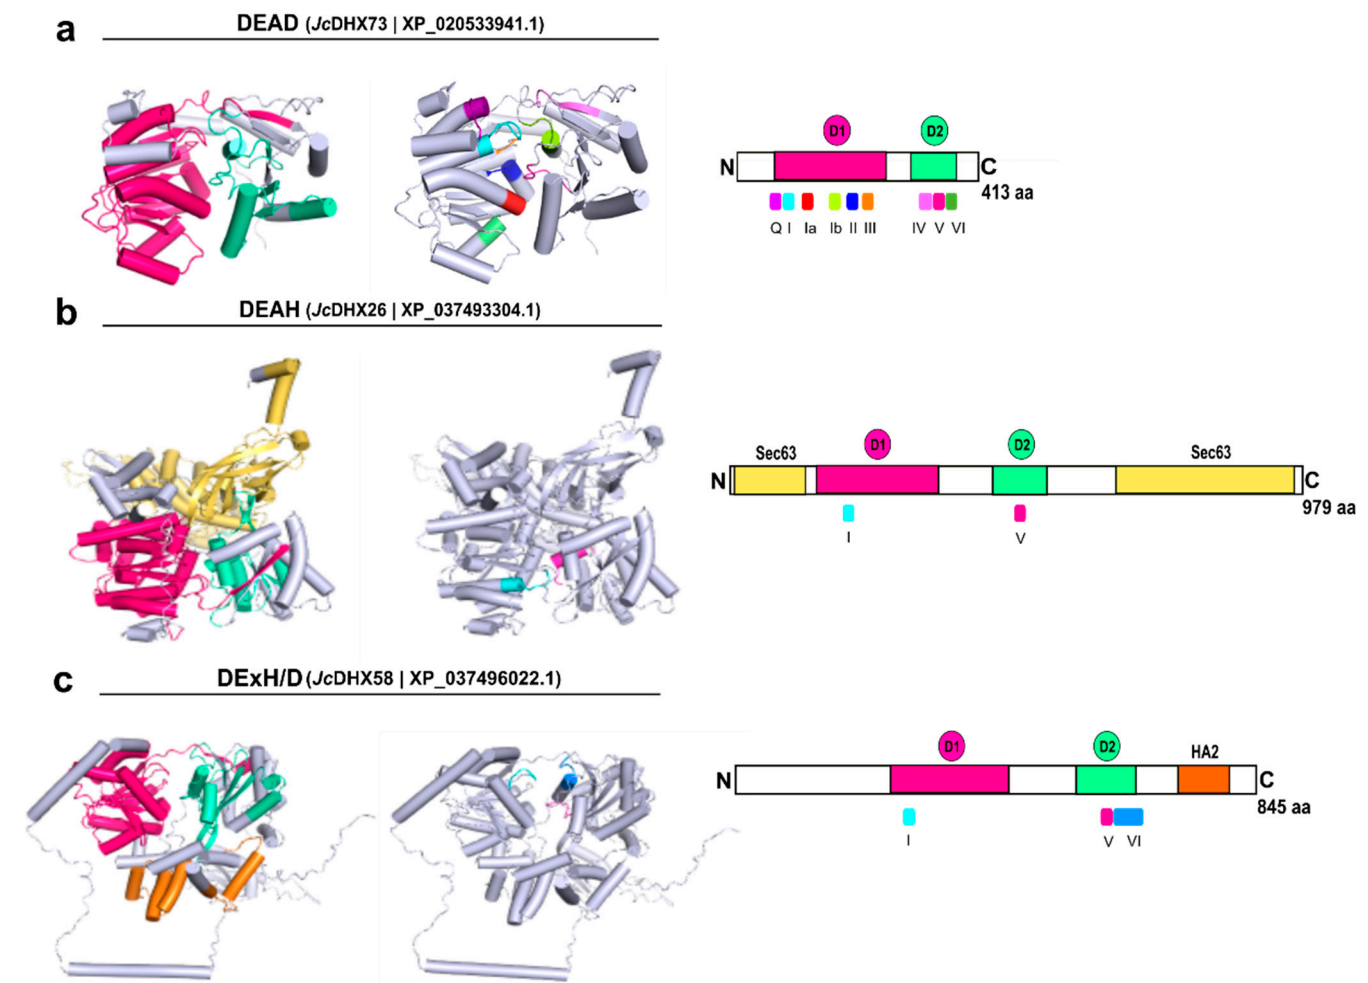 a
DEAD (JcDHX73 | XP_020533941.1)
D1 D2
N C
413 aa
Q I Ia Ib II III IV V VI
b
DEAH (JcDHX26 | XP_037493304.1)
Sec63 D1 D2 Sec63
N C
979 aa
I V
c
DExH/D (JcDHX58 | XP_037496022.1)
D1 D2 HA2
N C
845 aa
I V VI